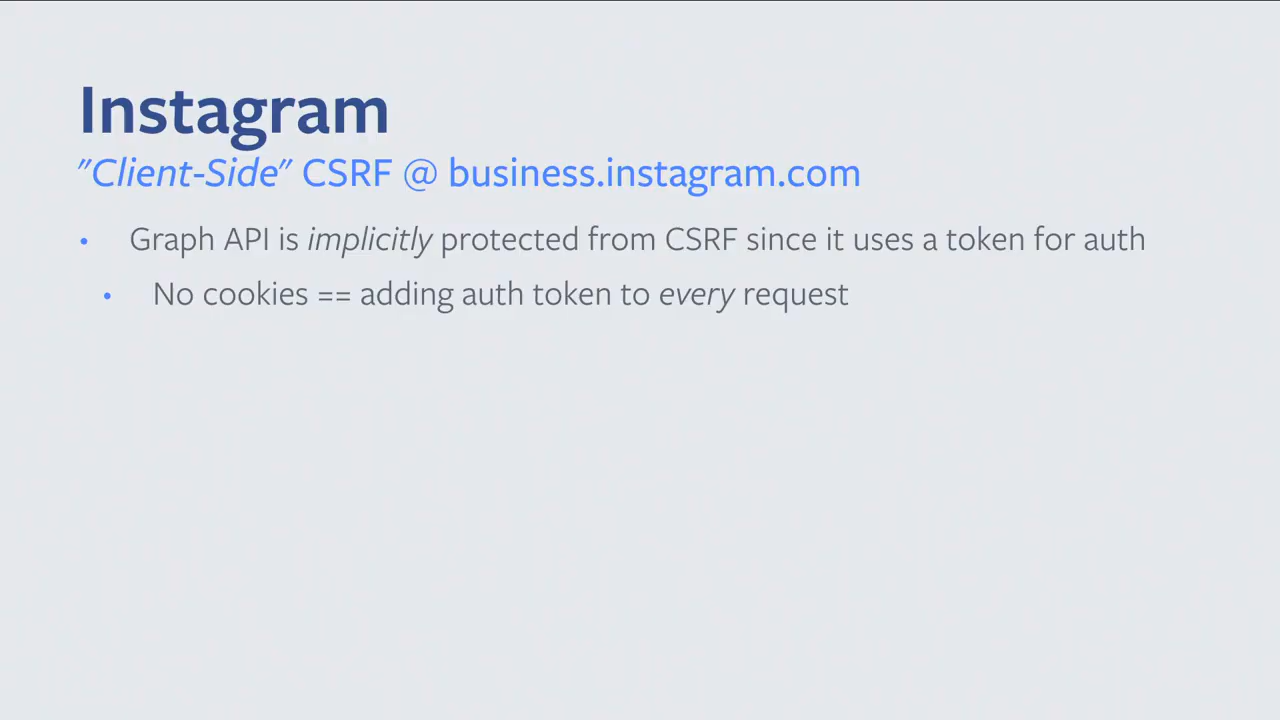 Instagram
"Client-Side" CSRF @ business.instagram.com
• Graph API is implicitly protected from CSRF since it uses a token for auth
• No cookies == adding auth token to every request